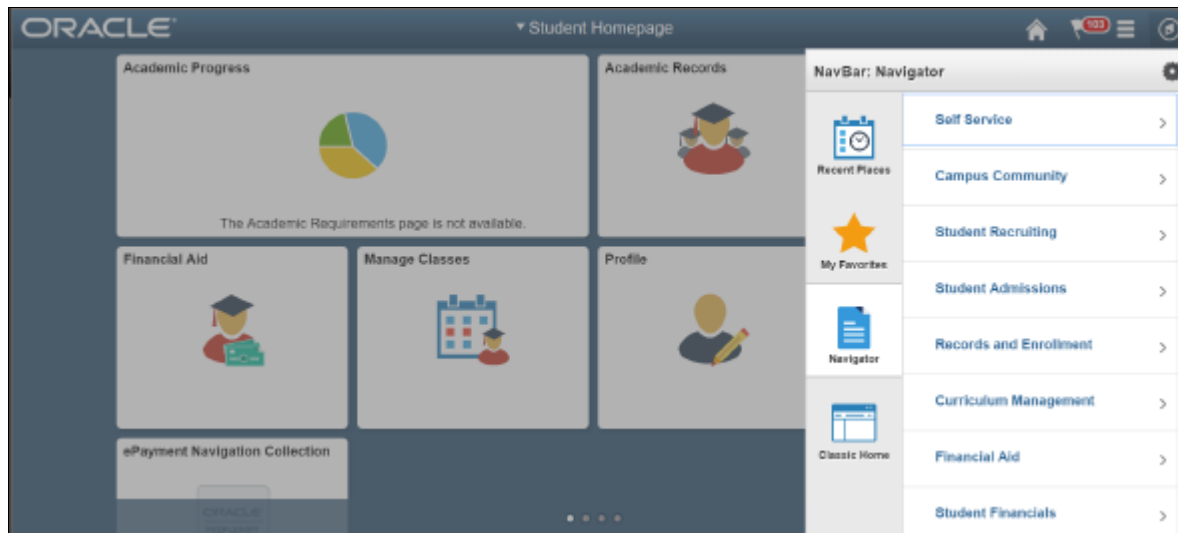 ORACLE
Student Homepage
103
Academic Progress
The Academic Requirements page is not available.
Academic Records
Financial Aid
Manage Classes
Profile
ePayment Navigation Collection
ORACLE
NavBar: Navigator
Recent Places
My Favorites
Navigator
Classic Home
Self Service
Campus Community
Student Recruiting
Student Admissions
Records and Enrollment
Curriculum Management
Financial Aid
Student Financials